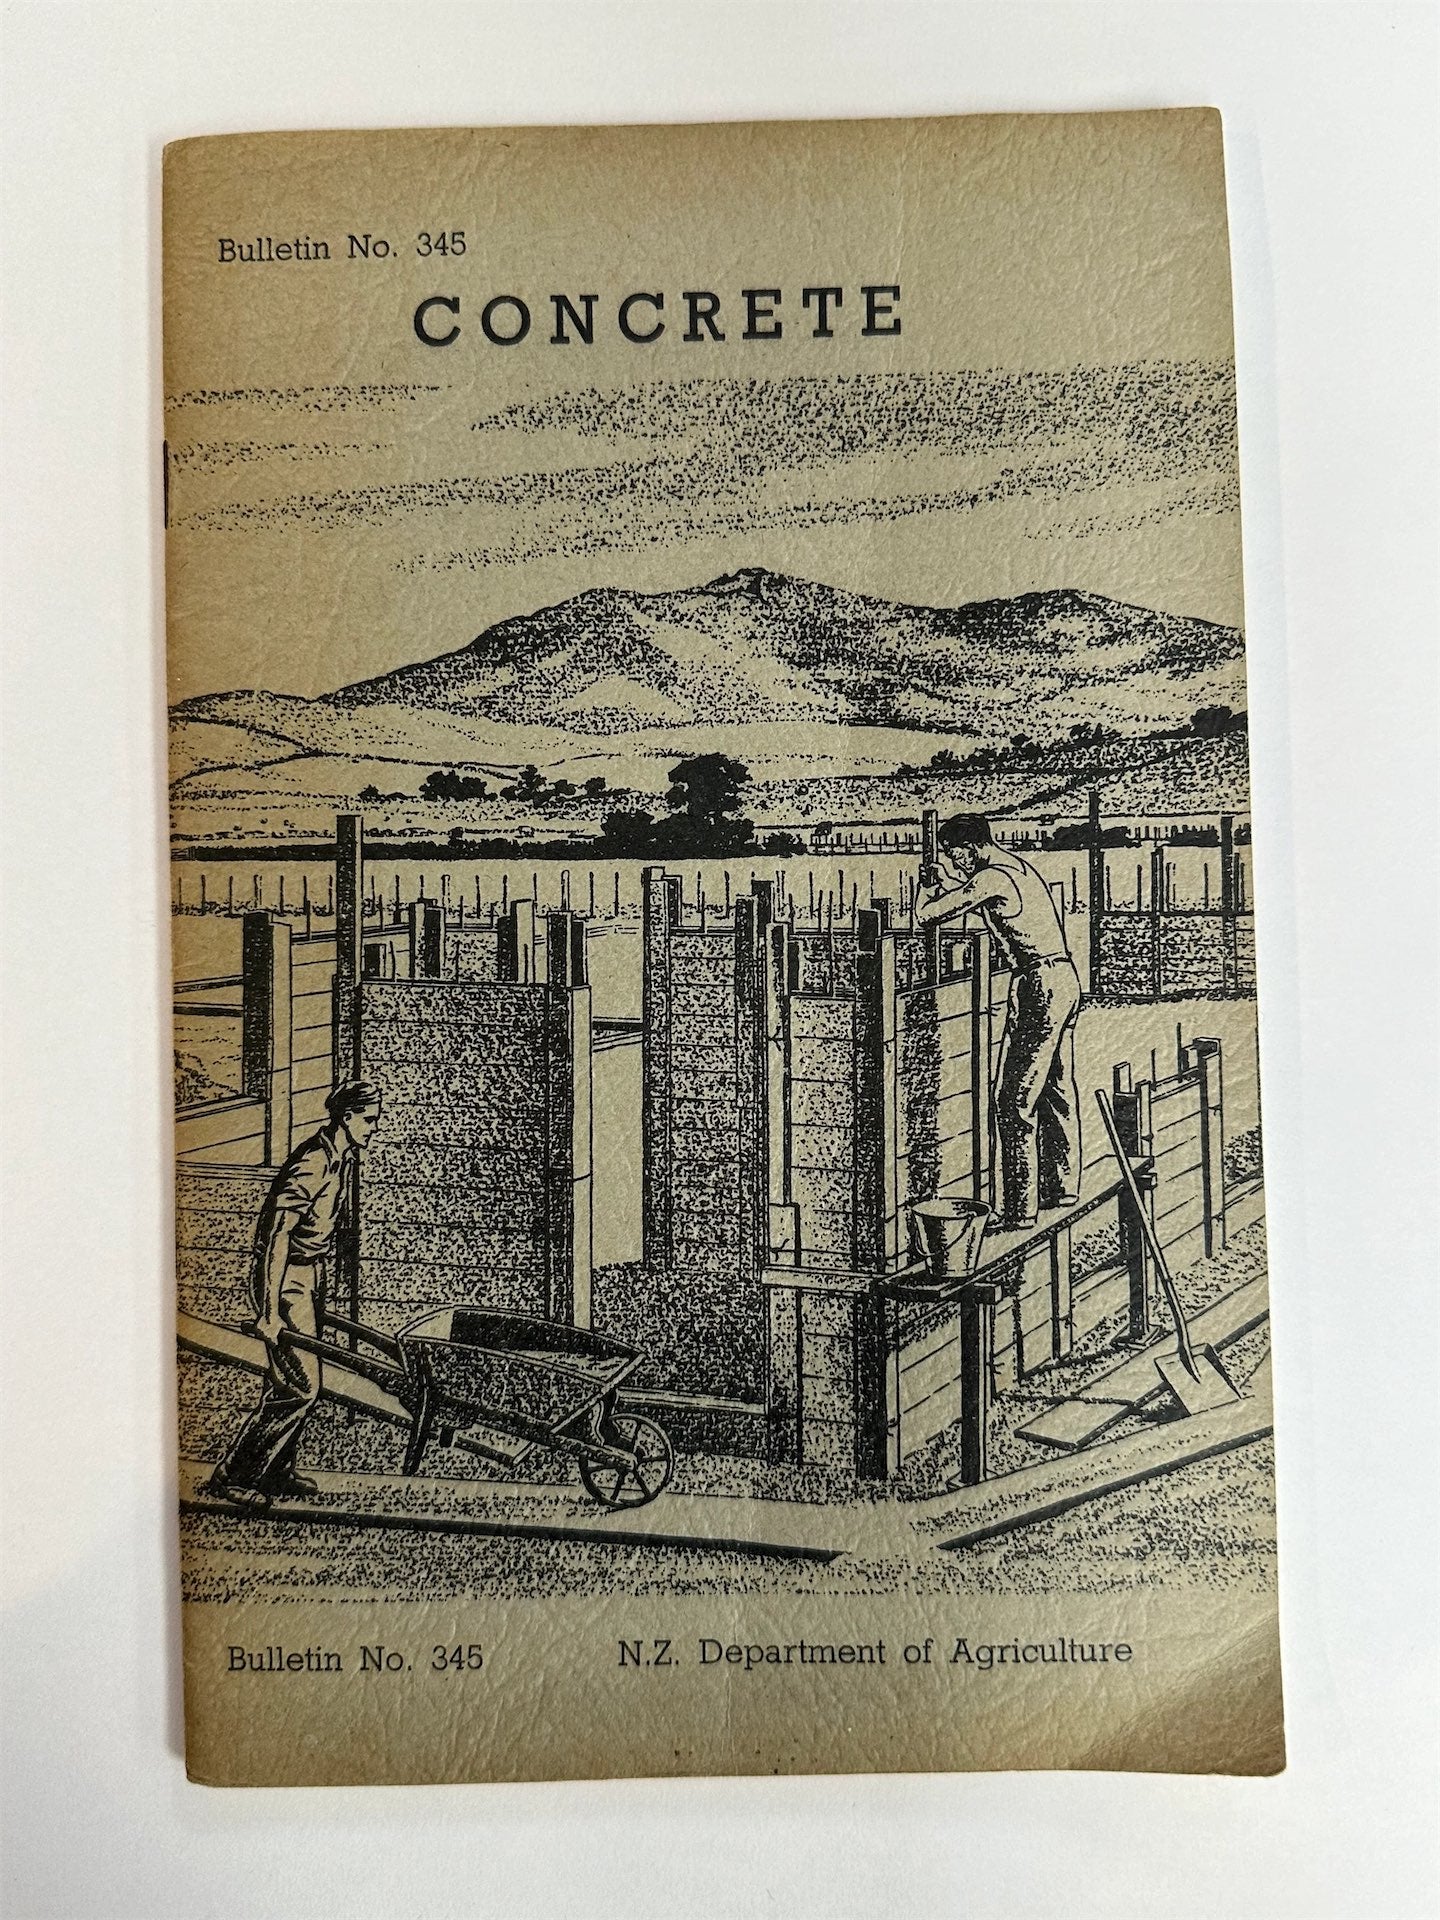 Bulletin No. 345
CONCRETE
Bulletin No. 345 N.Z. Department of Agriculture